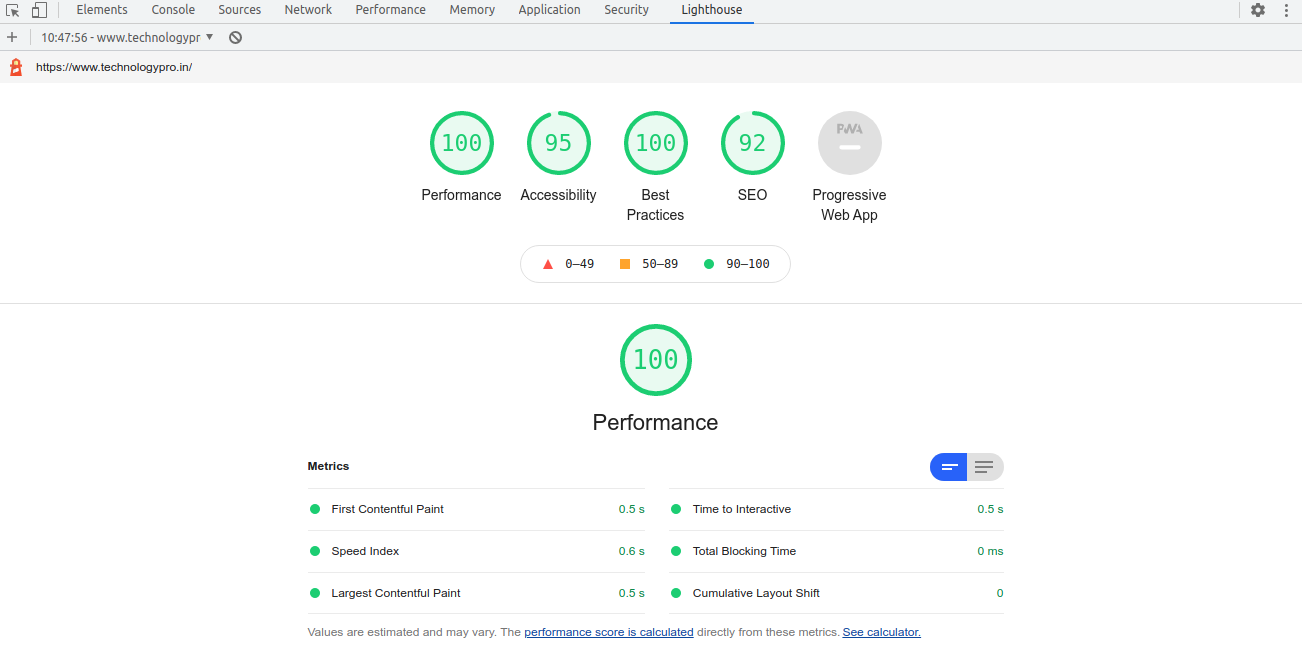 Elements Console Sources Network Performance Memory Application Security Lighthouse
10:47:56 - www.technologypr
https://www.technologypro.in/
100 95 100 92 PWA
Performance Accessibility Best Practices SEO Progressive Web App
0–49 50–89 90–100
100
Performance
Metrics
First Contentful Paint 0.5 s Time to Interactive 0.5 s
Speed Index 0.6 s Total Blocking Time 0 ms
Largest Contentful Paint 0.5 s Cumulative Layout Shift 0
Values are estimated and may vary. The performance score is calculated directly from these metrics. See calculator.